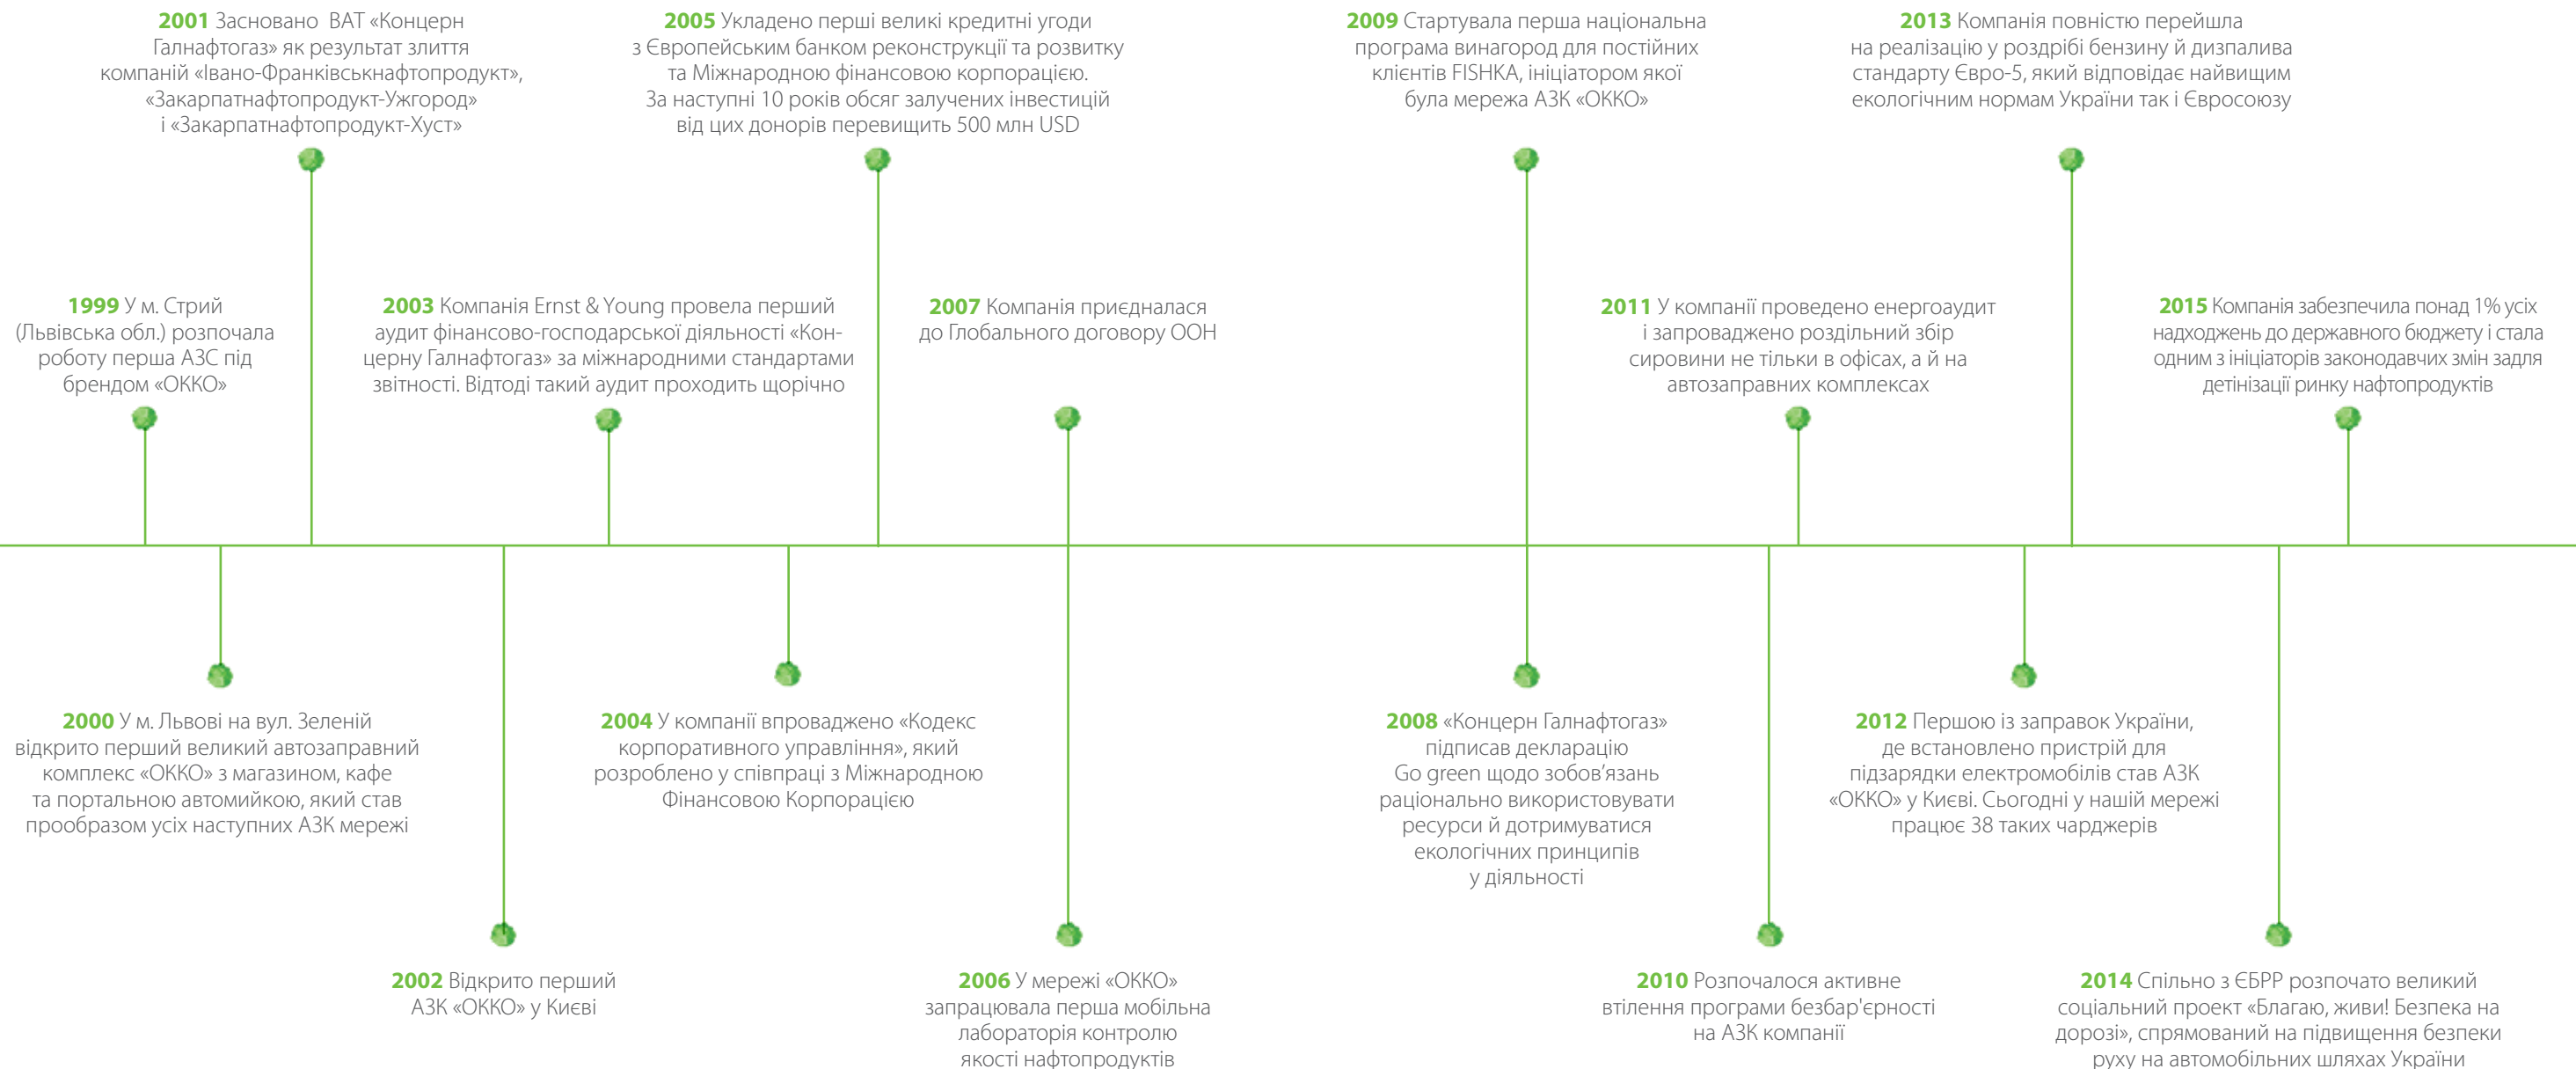 2001 Засновано  ВАТ «Концерн
Галнафтогаз» як результат злиття
компаній «Івано-Франківськнафтопродукт»,
«Закарпатнафтопродукт-Ужгород»
і «Закарпатнафтопродукт-Хуст»
2005 Укладено перші великі кредитні угоди
з Європейським банком реконструкції та розвитку
та Міжнародною фінансовою корпорацією.
За наступні 10 років обсяг залучених інвестицій
від цих донорів перевищить 500 млн USD
2009 Стартувала перша національна
програма винагород для постійних
клієнтів FISHKA, ініціатором якої
була мережа АЗК «ОККО»
2013 Компанія повністю перейшла
на реалізацію у роздрібі бензину й дизпалива
стандарту Євро-5, який відповідає найвищим
екологічним нормам України так і Євросоюзу
1999 У м. Стрий
(Львівська обл.) розпочала
роботу перша АЗС під
брендом «ОККО»
2003 Компанія Ernst & Young провела перший
аудит фінансово-господарської діяльності «Кон-
церну Галнафтогаз» за міжнародними стандартами
звітності. Відтоді такий аудит проходить щорічно
2007 Компанія приєдналася
до Глобального договору ООН
2011 У компанії проведено енергоаудит
і запроваджено роздільний збір
сировини не тільки в офісах, а й на
автозаправних комплексах
2015 Компанія забезпечила понад 1% усіх
надходжень до державного бюджету і стала
одним з ініціаторів законодавчих змін задля
детінізації ринку нафтопродуктів
2000 У м. Львові на вул. Зеленій
відкрито перший великий автозаправний
комплекс «ОККО» з магазином, кафе
та портальною автомийкою, який став
прообразом усіх наступних АЗК мережі
2004 У компанії впроваджено «Кодекс
корпоративного управління», який
розроблено у співпраці з Міжнародною
Фінансовою Корпорацією
2008 «Концерн Галнафтогаз»
підписав декларацію
Go green щодо зобов’язань
раціонально використовувати
ресурси й дотримуватися
екологічних принципів
у діяльності
2012 Першою із заправок України,
де встановлено пристрій для
підзарядки електромобілів став АЗК
«ОККО» у Києві. Сьогодні у нашій мережі
працює 38 таких чарджерів
2002 Відкрито перший
АЗК «ОККО» у Києві
2006 У мережі «ОККО»
запрацювала перша мобільна
лабораторія контролю
якості нафтопродуктів
2010 Розпочалося активне
втілення програми безбар'єрності
на АЗК компанії
2014 Спільно з ЄБРР розпочато великий
соціальний проект «Благаю, живи! Безпека на
дорозі», спрямований на підвищення безпеки
руху на автомобільних шляхах України